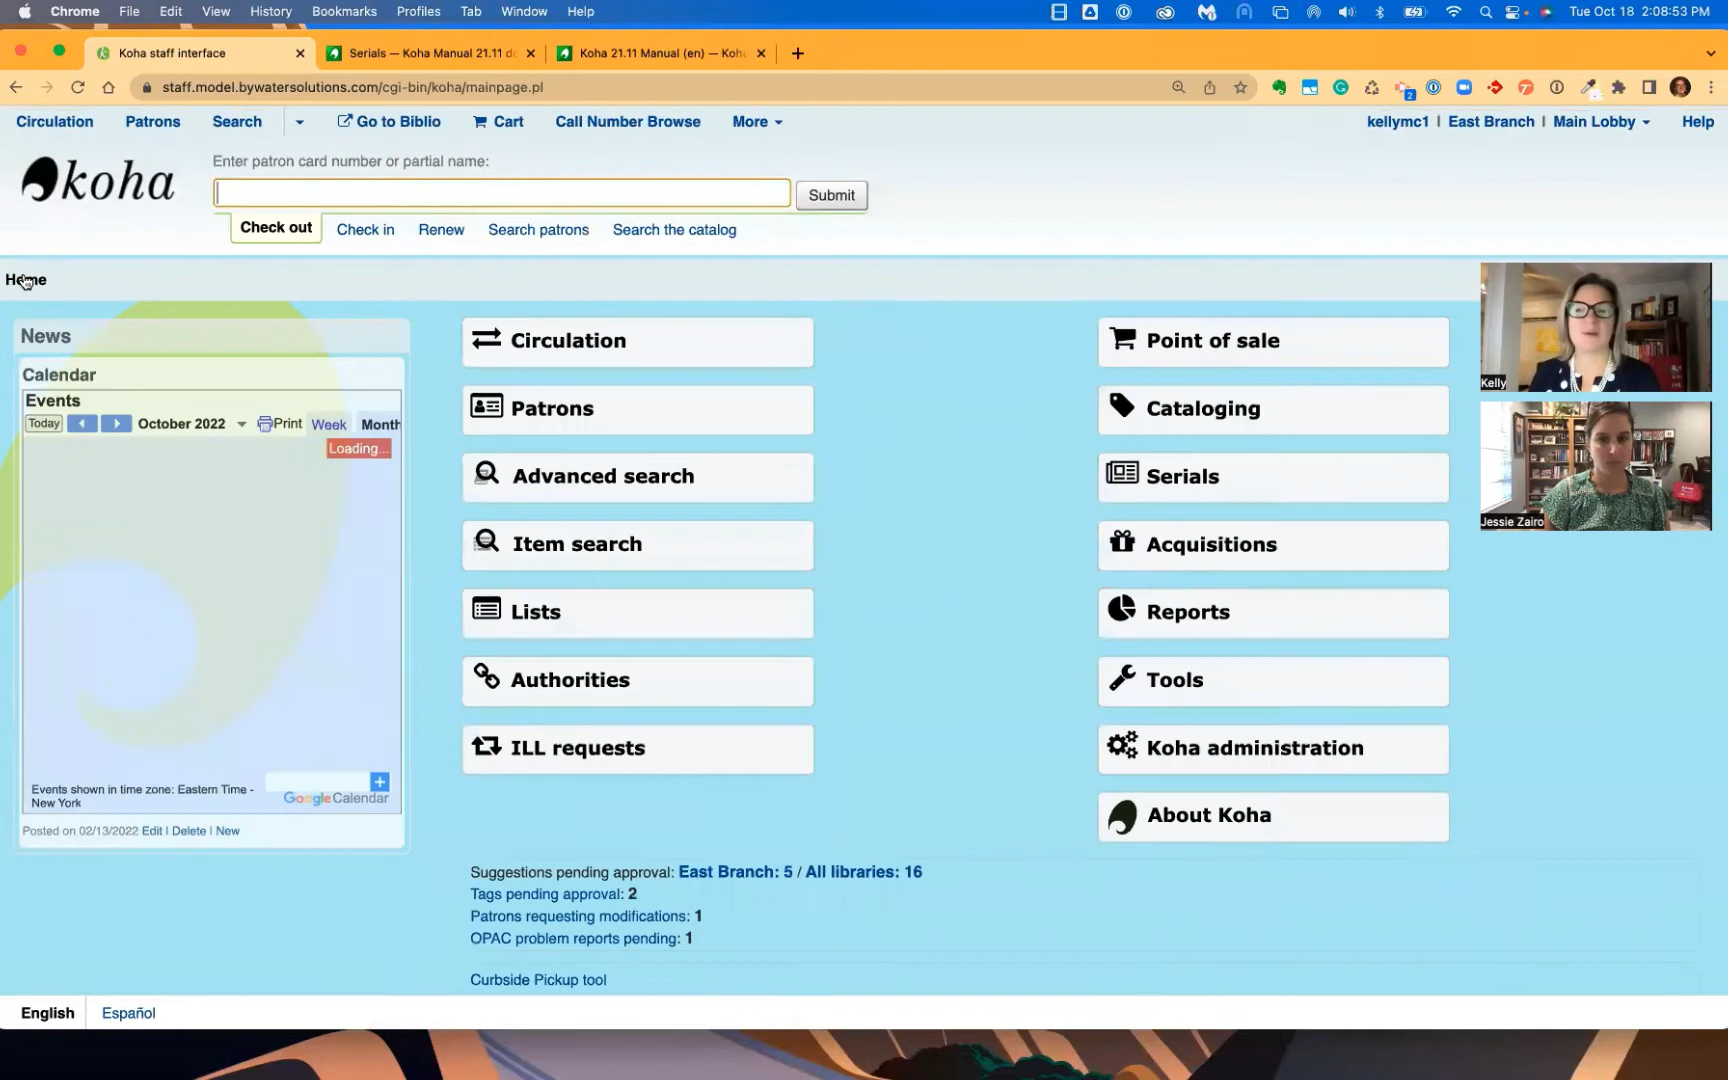 Chrome File Edit View History Bookmarks Profiles Tab Window Help Tue Oct 18 2:08:53 PM
Koha staff interface Serials — Koha Manual 21.11 do Koha 21.11 Manual (en) — Koha
staff.model.bywatersolutions.com/cgi-bin/koha/mainpage.pl 2
Circulation Patrons Search Go to Biblio Cart Call Number Browse More kellymc1 | East Branch | Main Lobby Help
Enter patron card number or partial name:
koha
Submit
Check out Check in Renew Search patrons Search the catalog
Home
News
Calendar
Events
Today October 2022 Print Week Month
Loading...
Events shown in time zone: Eastern Time -
New York
Google Calendar
Posted on 02/13/2022 Edit | Delete | New
Circulation
Patrons
Advanced search
Item search
Lists
Authorities
ILL requests
Point of sale
Cataloging
Serials
Acquisitions
Reports
Tools
Koha administration
About Koha
Kelly
Jessie Zairo
Suggestions pending approval: East Branch: 5 / All libraries: 16
Tags pending approval: 2
Patrons requesting modifications: 1
OPAC problem reports pending: 1
Curbside Pickup tool
English Español